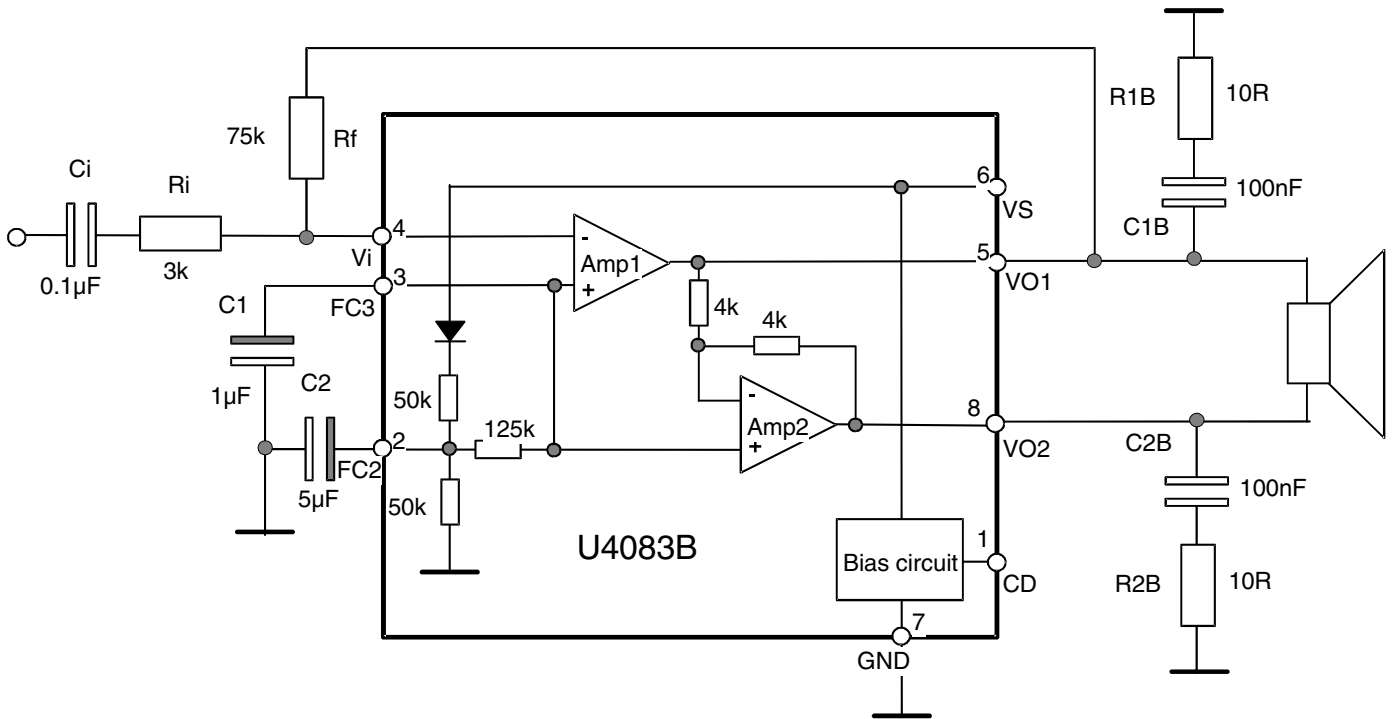 R1B
10R
75k
Rf
Ci
Ri
6
100nF
VS
C1B
4
Vi
0.1µF
3k
-
Amp1
+
5
VO1
3
FC3
C1
4k
4k
1µF
C2
50k
-
Amp2
+
8
VO2
C2B
125k
2
FC2
5µF
50k
100nF
U4083B
Bias circuit
1
CD
R2B
10R
7
GND